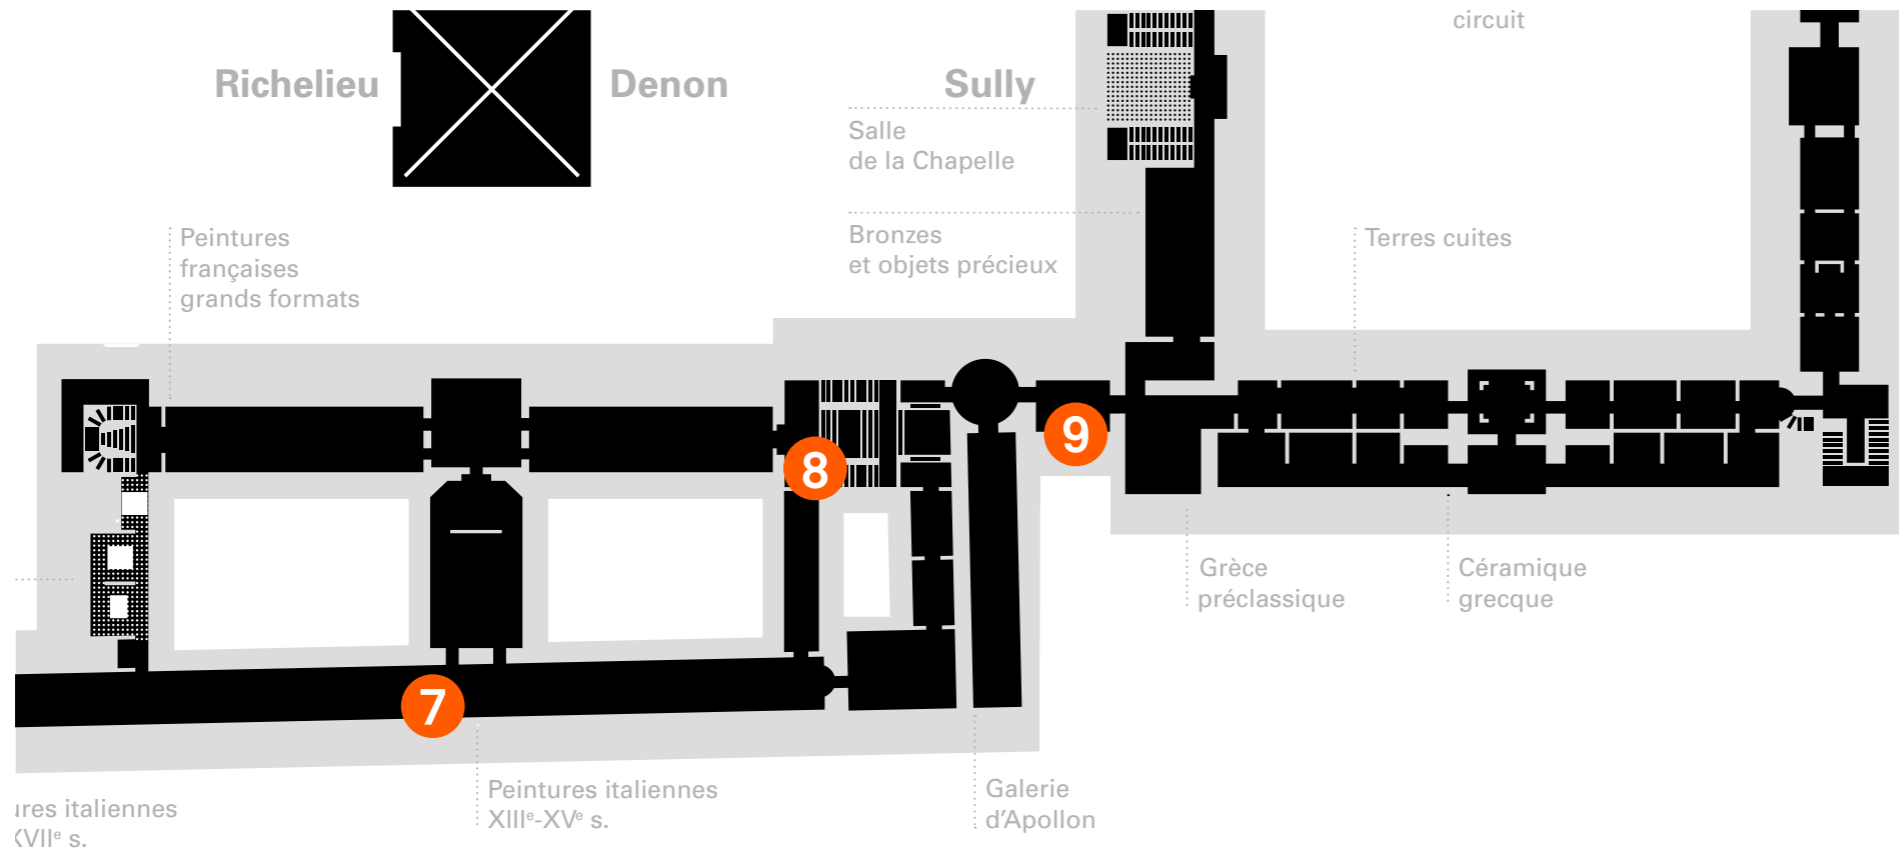 circuit
Richelieu
Denon
Sully
Salle
de la Chapelle
Bronzes
et objets précieux
Peintures
françaises
grands formats
Terres cuites
9
8
7
Grèce
préclassique
Céramique
grecque
Peintures italiennes
XIIIe-XVe s.
Galerie
d'Apollon
italiennes
s.